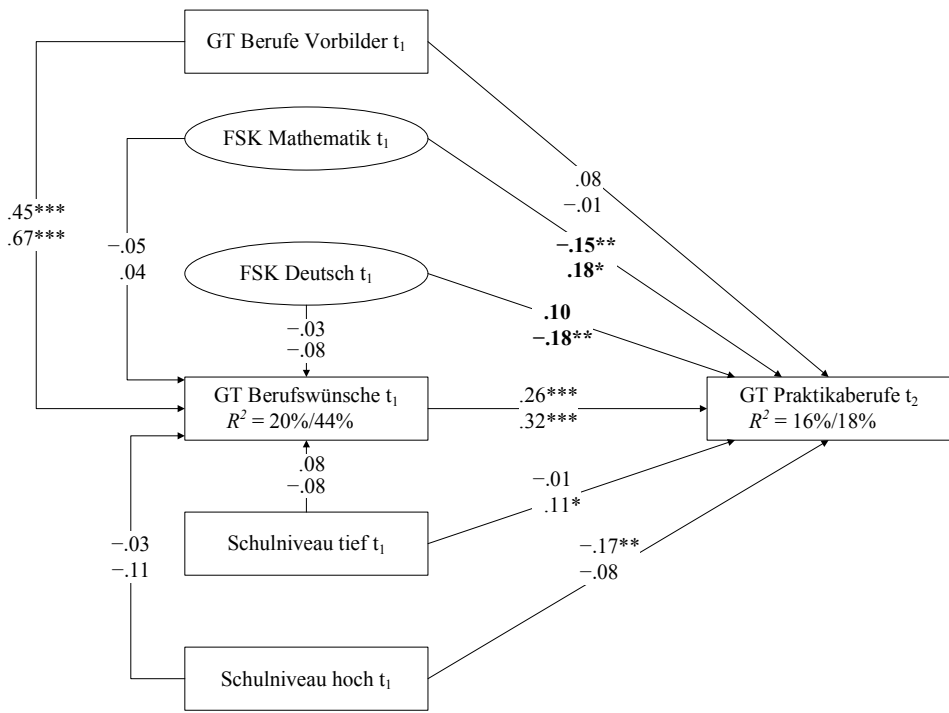 GT Berufe Vorbilder t₁
FSK Mathematik t₁
.08
−.01
.45***
.67***
−.05
.04
−.15**
.18*
FSK Deutsch t₁
.10
−.18**
−.03
−.08
GT Berufswünsche t₁
R² = 20%/44%
.26***
.32***
GT Praktikaberufe t₂
R² = 16%/18%
.08
−.08
−.01
.11*
Schulniveau tief t₁
−.03
−.11
−.17**
−.08
Schulniveau hoch t₁